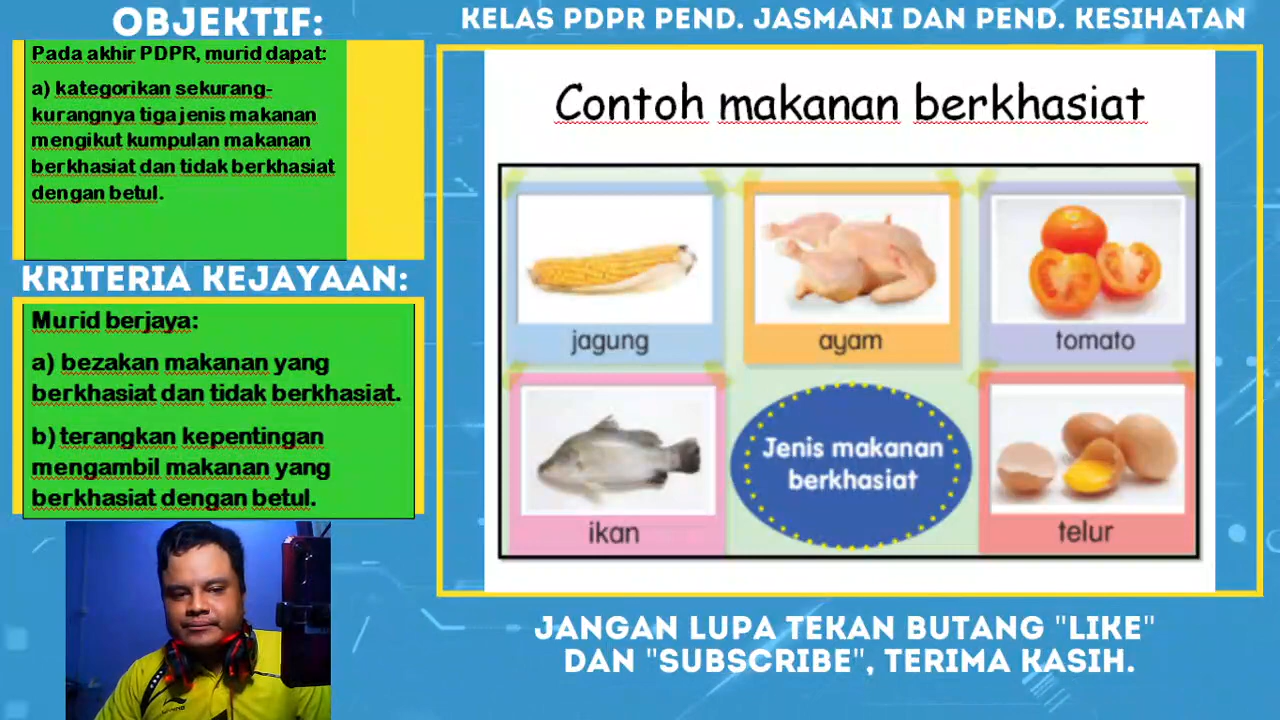 OBJEKTIF:
Pada akhir PDPR, murid dapat:
a) kategorikan sekurang-
kurangnya tiga jenis makanan
mengikut kumpulan makanan
berkhasiat dan tidak berkhasiat
dengan betul.
KRITERIA KEJAYAAN:
Murid berjaya:
a) bezakan makanan yang
berkhasiat dan tidak berkhasiat.
b) terangkan kepentingan
mengambil makanan yang
berkhasiat dengan betul.
KELAS PDPR PEND. JASMANI DAN PEND. KESIHATAN
Contoh makanan berkhasiat
jagung
ayam
tomato
ikan
Jenis makanan
berkhasiat
telur
JANGAN LUPA TEKAN BUTANG "LIKE"
DAN "SUBSCRIBE", TERIMA KASIH.